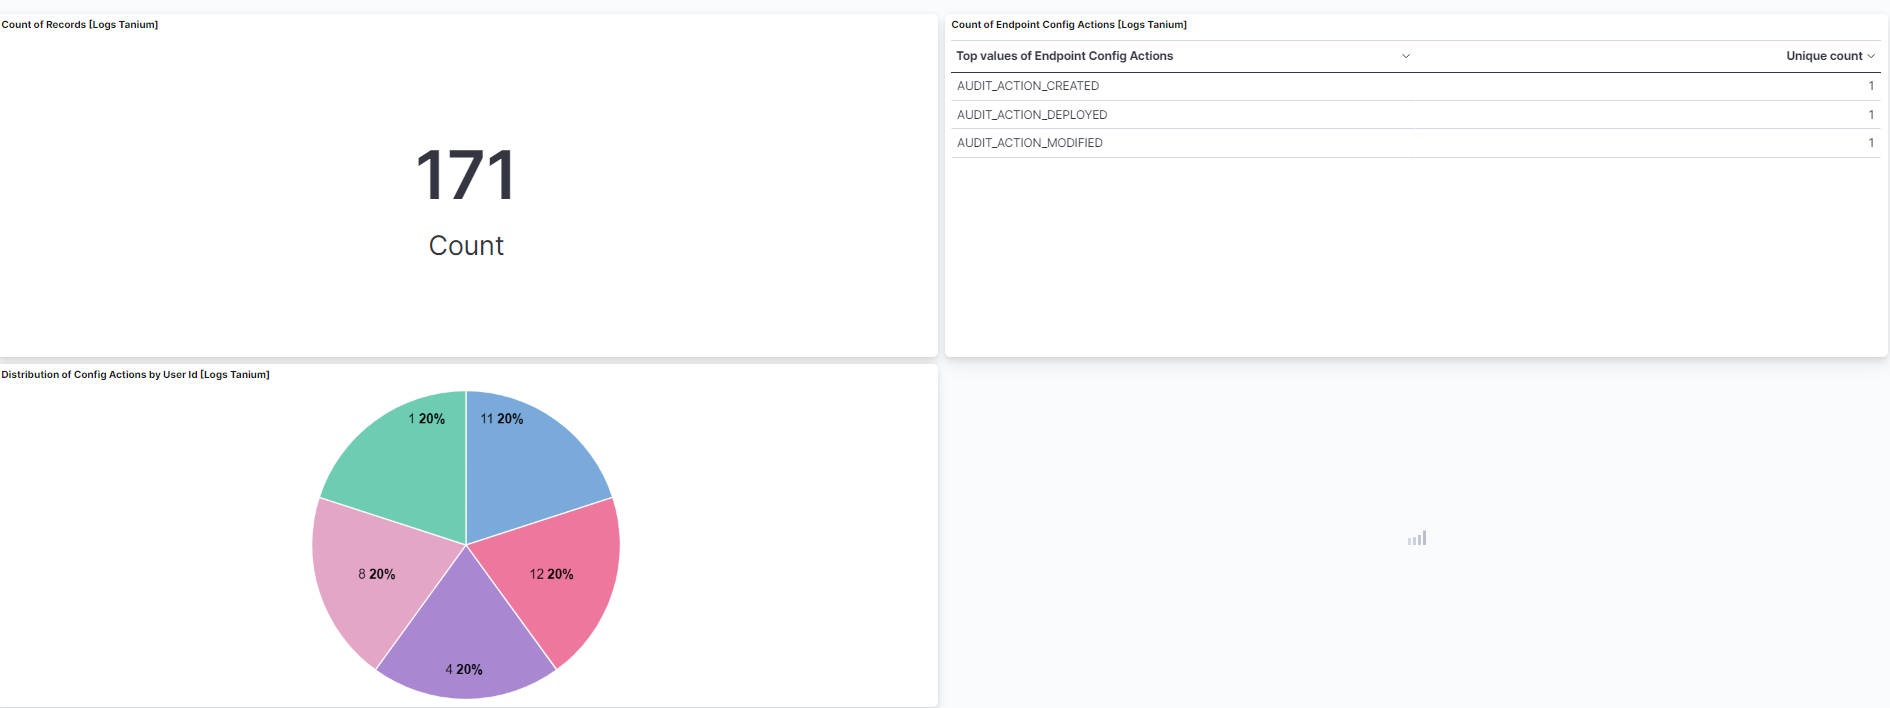 Count of Records [Logs Tanium]
171
Count
Count of Endpoint Config Actions [Logs Tanium]
Top values of Endpoint Config Actions Unique count
AUDIT_ACTION_CREATED 1
AUDIT_ACTION_DEPLOYED 1
AUDIT_ACTION_MODIFIED 1
Distribution of Config Actions by User Id [Logs Tanium]
1 20% 11 20%
8 20% 12 20%
4 20%